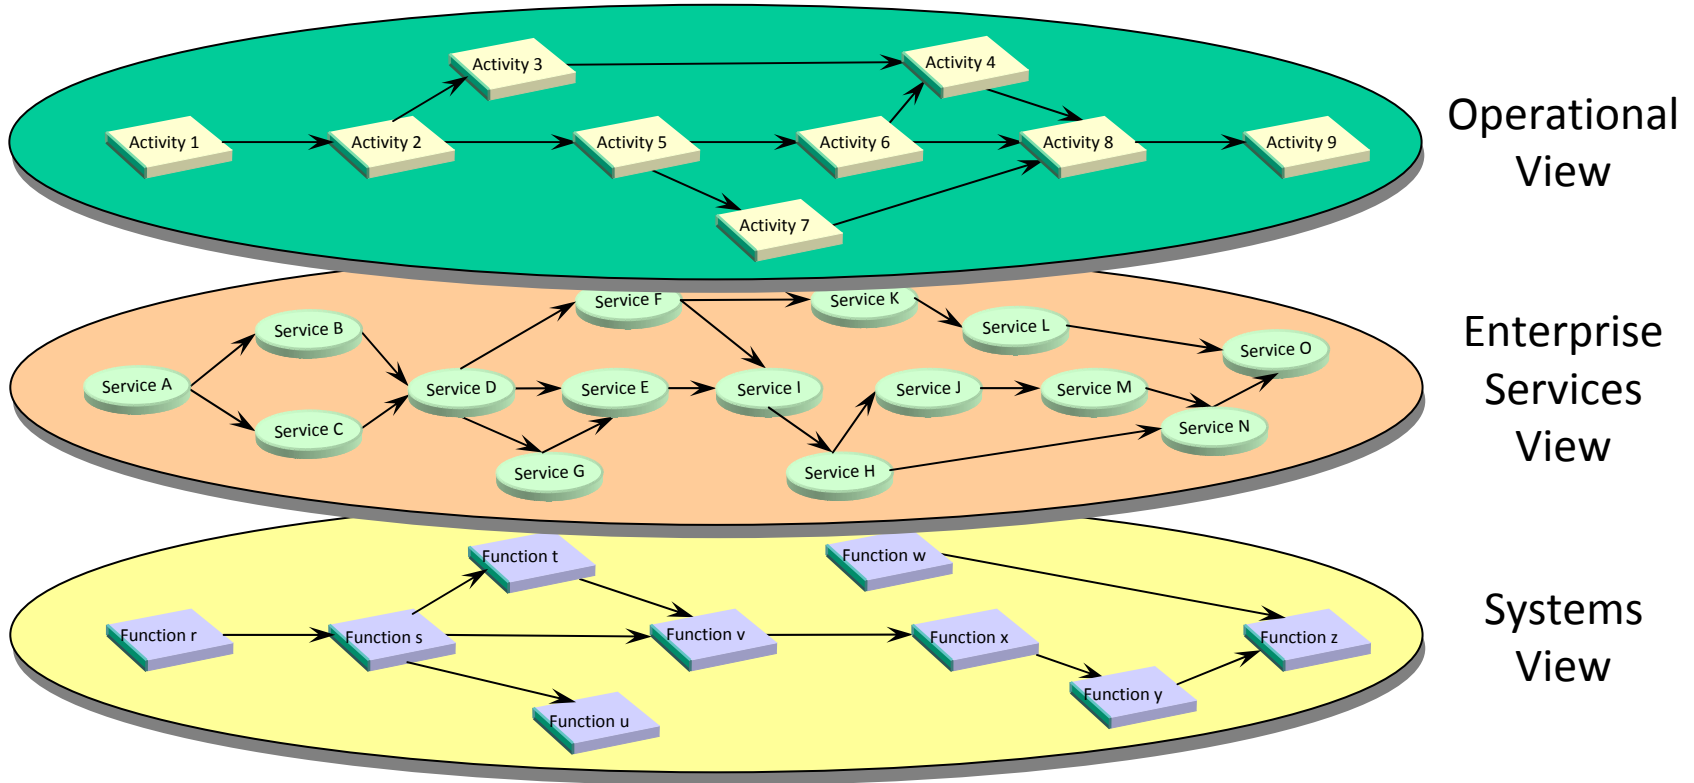 Activity 3
Activity 4
Activity 1
Activity 2
Activity 5
Activity 6
Activity 8
Activity 9
Activity 7
Operational
View
Service F
Service K
Service B
Service L
Service O
Service A
Service D
Service E
Service I
Service J
Service M
Service C
Service N
Service G
Service H
Enterprise
Services
View
Function t
Function w
Function r
Function s
Function v
Function x
Function z
Function y
Function u
Systems
View